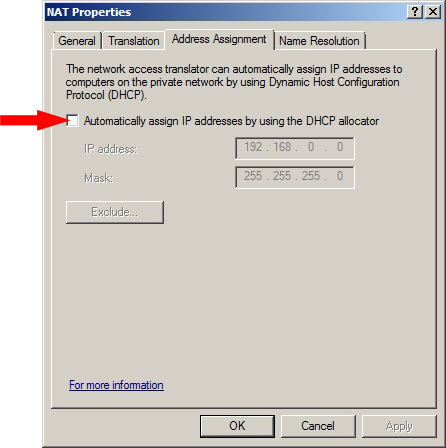 NAT Properties
General Translation Address Assignment Name Resolution
The network access translator can automatically assign IP addresses to
computers on the private network by using Dynamic Host Configuration
Protocol (DHCP).
Automatically assign IP addresses by using the DHCP allocator
IP address: 192 . 168 . 0 . 0
Mask: 255 . 255 . 255 . 0
Exclude...
For more information
OK Cancel Apply